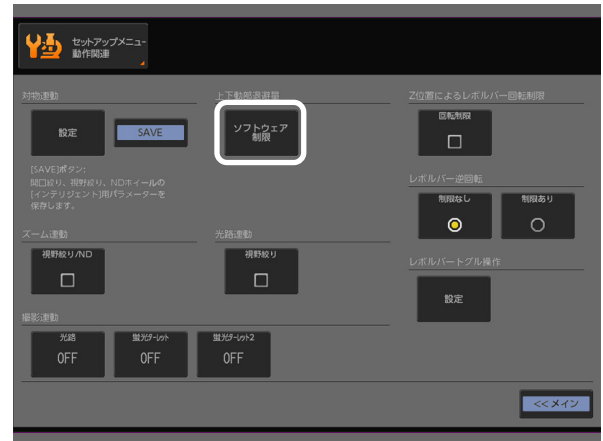 セットアップメニュー
動作関連
対物連動
設定
SAVE
[SAVE]ボタン:
開口絞り、視野絞り、NDホイールの
[インテリジェント]用パラメーターを
保存します。
上下動部退避量
ソフトウェア
制限
Z位置によるレボルバー回転制限
回転制限
レボルバー逆回転
制限なし
制限あり
ズーム連動
視野絞り/ND
光路連動
視野絞り
レボルバートグル操作
設定
撮影連動
光路
OFF
蛍光ターレット
OFF
蛍光ターレット2
OFF
<< メイン